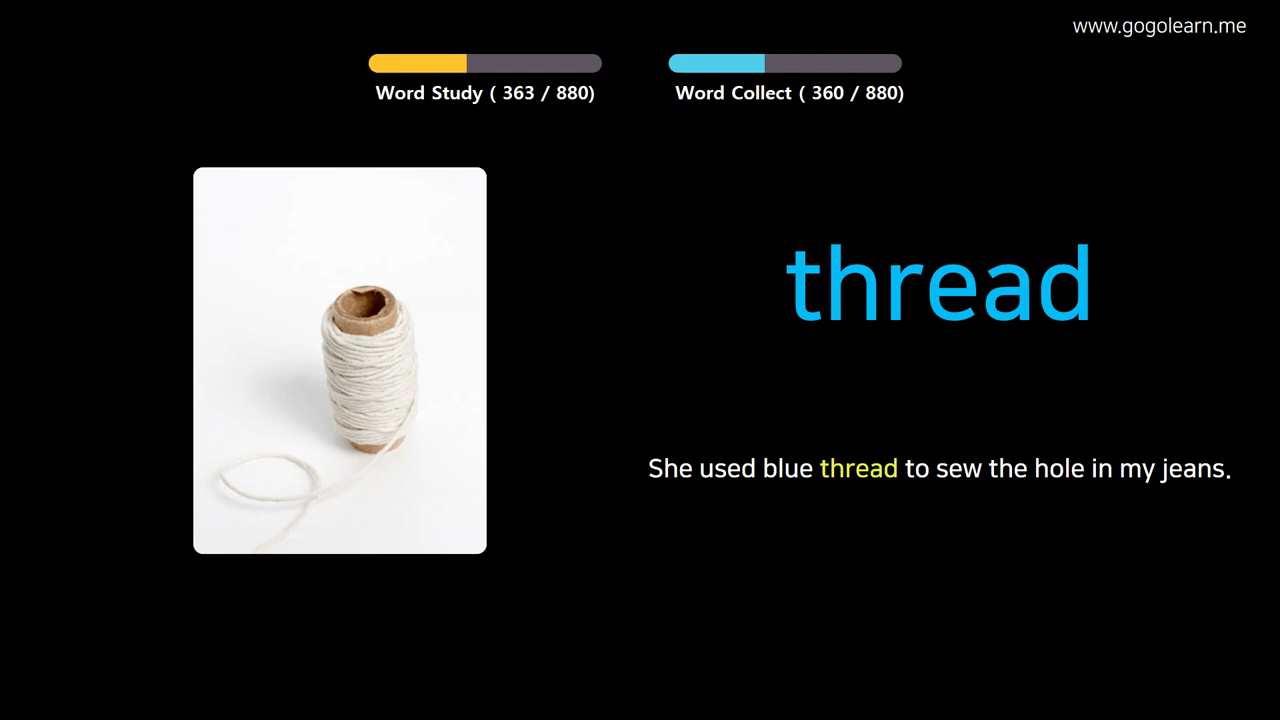 www.gogolearn.me
Word Study ( 363 / 880)
Word Collect ( 360 / 880)
thread
She used blue thread to sew the hole in my jeans.